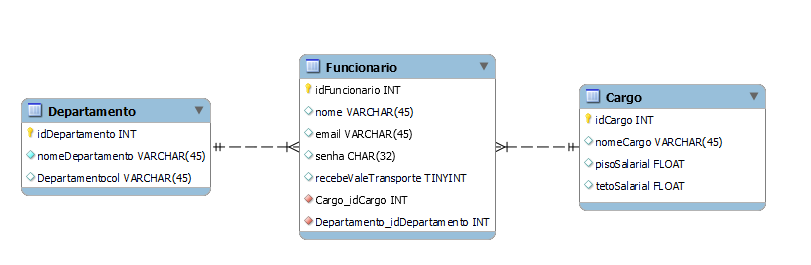 Departamento
idDepartamento INT
nomeDepartamento VARCHAR(45)
Departamentocol VARCHAR(45)
Funcionario
idFuncionario INT
nome VARCHAR(45)
email VARCHAR(45)
senha CHAR(32)
recebeValeTransporte TINYINT
Cargo_idCargo INT
Departamento_idDepartamento INT
Cargo
idCargo INT
nomeCargo VARCHAR(45)
pisoSalarial FLOAT
tetoSalarial FLOAT